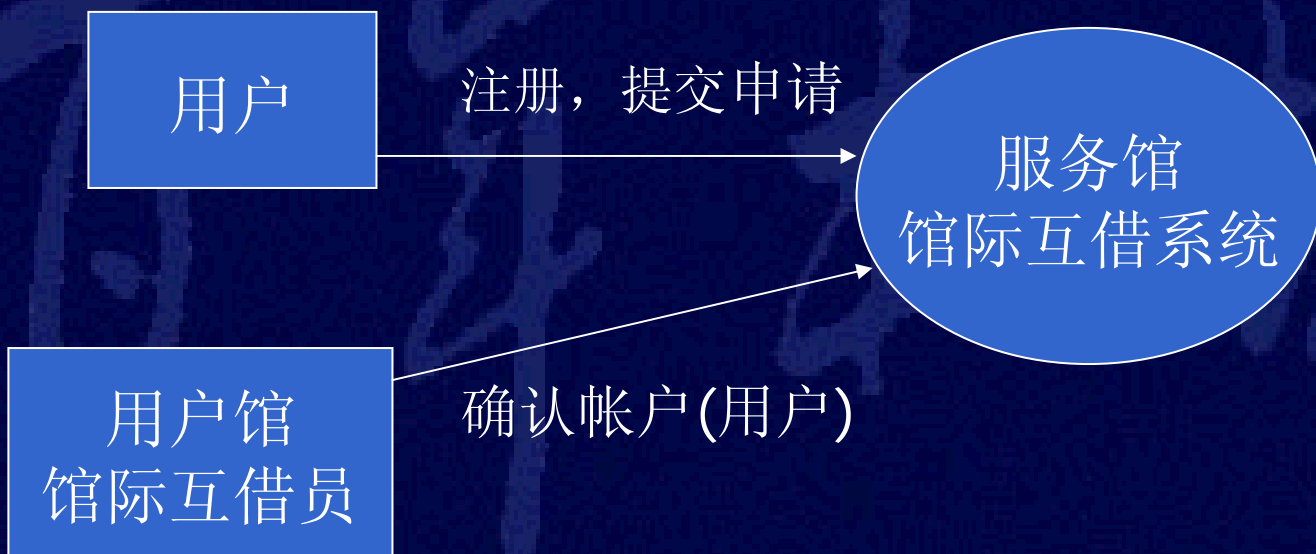 用户
注册，提交申请
服务馆
馆际互借系统
用户馆
馆际互借员
确认帐户(用户)